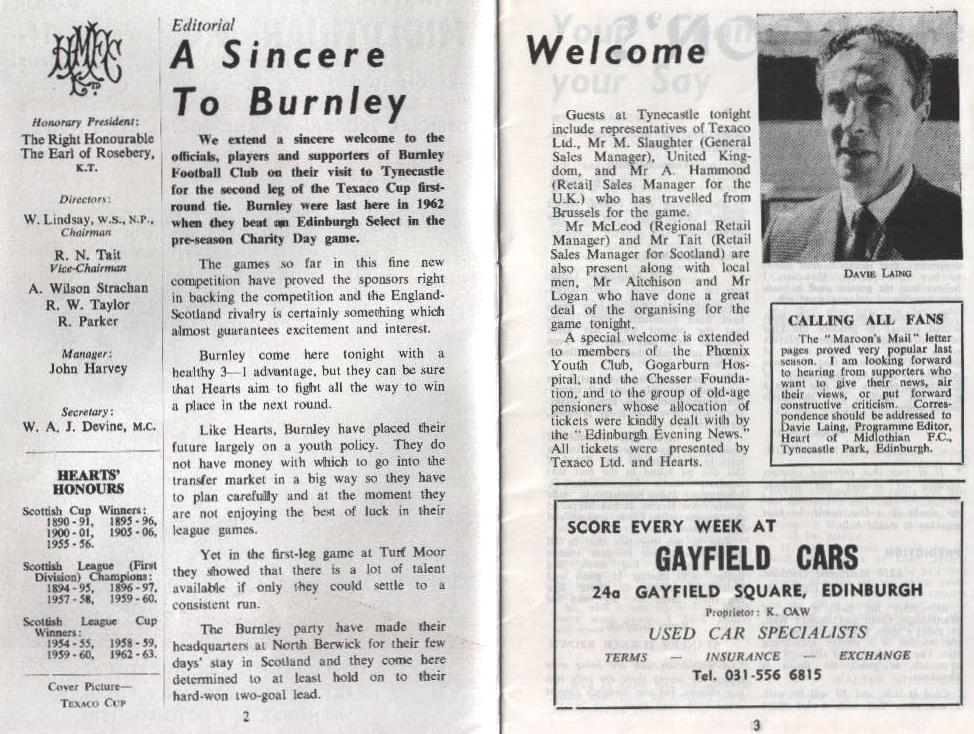 Honorary President:
The Right Honourable
The Earl of Rosebery,
K.T.
Directors:
W. Lindsay, W.S., N.P.,
Chairman
R. N. Tait
Vice-Chairman
A. Wilson Strachan
R. W. Taylor
R. Parker
Manager:
John Harvey
Secretary:
W. A. J. Devine, M.C.
HEARTS'
HONOURS
Scottish Cup Winners:
1890-91, 1895-96,
1900-01, 1905-06,
1955-56.
Scottish League (First
Division) Champions:
1894-95, 1896-97,
1957-58, 1959-60.
Scottish League Cup
Winners:
1954-55, 1958-59,
1959-60, 1962-63.
Cover Picture—
TEXACO CUP
Editorial
A Sincere
To Burnley
We extend a sincere welcome to the
officials, players and supporters of Burnley
Football Club on their visit to Tynecastle
for the second leg of the Texaco Cup first-
round tie. Burnley were last here in 1962
when they beat an Edinburgh Select in the
pre-season Charity Day game.
The games so far in this fine new
competition have proved the sponsors right
in backing the competition and the England-
Scotland rivalry is certainly something which
almost guarantees excitement and interest.
Burnley come here tonight with a
healthy 3—1 advantage, but they can be sure
that Hearts aim to fight all the way to win
a place in the next round.
Like Hearts, Burnley have placed their
future largely on a youth policy. They do
not have money with which to go into the
transfer market in a big way so they have
to plan carefully and at the moment they
are not enjoying the best of luck in their
league games.
Yet in the first-leg game at Turf Moor
they showed that there is a lot of talent
available if only they could settle to a
consistent run.
The Burnley party have made their
headquarters at North Berwick for their few
days' stay in Scotland and they come here
determined to at least hold on to their
hard-won two-goal lead.
2
Welcome
Guests at Tynecastle tonight
include representatives of Texaco
Ltd., Mr M. Slaughter (General
Sales Manager), United King-
dom, and Mr A. Hammond
(Retail Sales Manager for the
U.K.) who has travelled from
Brussels for the game.
Mr McLeod (Regional Retail
Manager) and Mr Tait (Retail
Sales Manager for Scotland) are
also present along with local
men, Mr Aitchison and Mr
Logan who have done a great
deal of the organising for the
game tonight.
A special welcome is extended
to members of the Phœnix
Youth Club, Gogarburn Hos-
pital, and the Chesser Founda-
tion, and to the group of old-age
pensioners whose allocation of
tickets were kindly dealt with by
the "Edinburgh Evening News."
All tickets were presented by
Texaco Ltd. and Hearts.
DAVIE LAING
CALLING ALL FANS
The "Maroon's Mail" letter
pages proved very popular last
season. I am looking forward
to hearing from supporters who
want to give their news, air
their views, or put forward
constructive criticism. Corres-
pondence should be addressed to
Davie Laing, Programme Editor,
Heart of Midlothian F.C.,
Tynecastle Park, Edinburgh.
SCORE EVERY WEEK AT
GAYFIELD CARS
24a GAYFIELD SQUARE, EDINBURGH
Proprietor: K. CAW
USED CAR SPECIALISTS
TERMS — INSURANCE — EXCHANGE
Tel. 031-556 6815
3